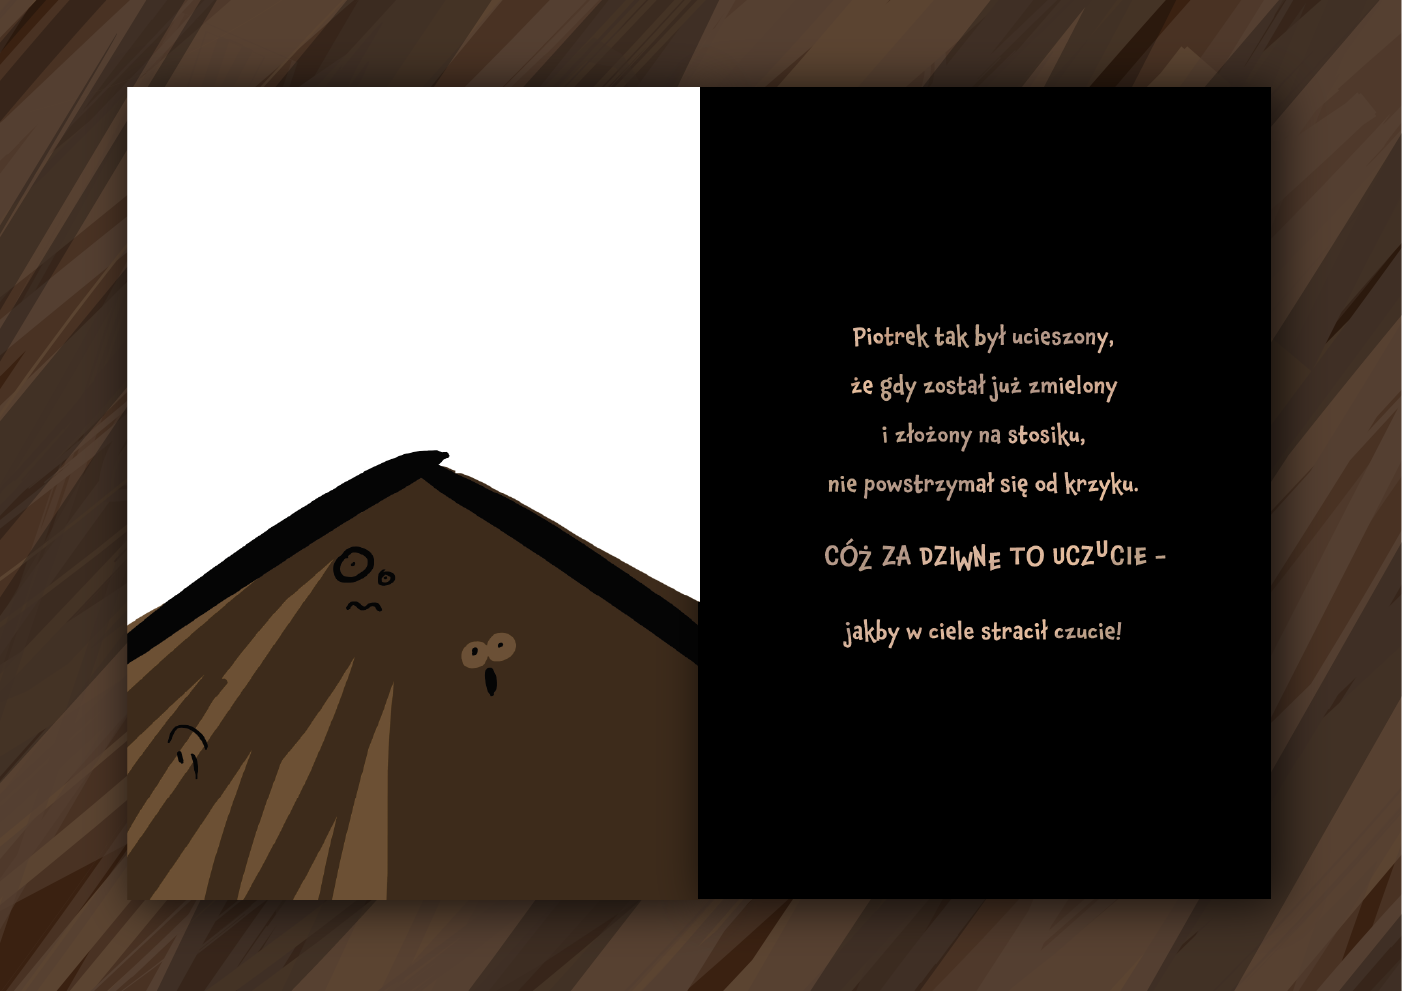 Piotrek tak był ucieszony,
że gdy został już zmielony
i złożony na stosiku,
nie powstrzymał się od krzyku.
CÓŻ ZA DZIWNE TO UCZUCIE –
jakby w ciele stracił czucie!